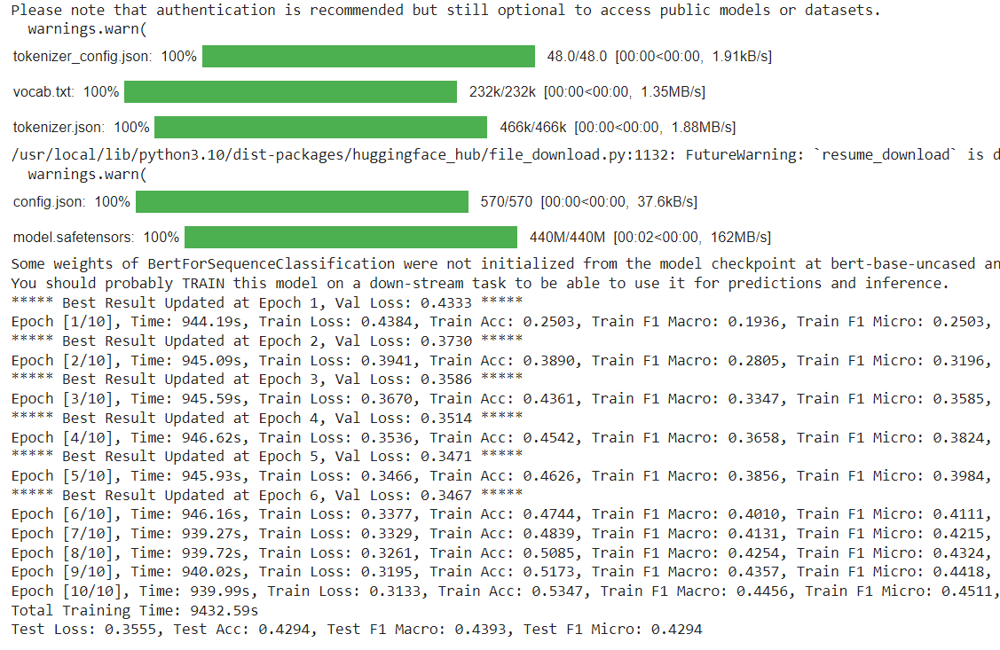 Please note that authentication is recommended but still optional to access public models or datasets.
warnings.warn(
tokenizer_config.json: 100% 48.0/48.0 [00:00<00:00, 1.91kB/s]
vocab.txt: 100% 232k/232k [00:00<00:00, 1.35MB/s]
tokenizer.json: 100% 466k/466k [00:00<00:00, 1.88MB/s]
/usr/local/lib/python3.10/dist-packages/huggingface_hub/file_download.py:1132: FutureWarning: `resume_download` is d
warnings.warn(
config.json: 100% 570/570 [00:00<00:00, 37.6kB/s]
model.safetensors: 100% 440M/440M [00:02<00:00, 162MB/s]
Some weights of BertForSequenceClassification were not initialized from the model checkpoint at bert-base-uncased an
You should probably TRAIN this model on a down-stream task to be able to use it for predictions and inference.
***** Best Result Updated at Epoch 1, Val Loss: 0.4333 *****
Epoch [1/10], Time: 944.19s, Train Loss: 0.4384, Train Acc: 0.2503, Train F1 Macro: 0.1936, Train F1 Micro: 0.2503,
***** Best Result Updated at Epoch 2, Val Loss: 0.3730 *****
Epoch [2/10], Time: 945.09s, Train Loss: 0.3941, Train Acc: 0.3890, Train F1 Macro: 0.2805, Train F1 Micro: 0.3196,
***** Best Result Updated at Epoch 3, Val Loss: 0.3586 *****
Epoch [3/10], Time: 945.59s, Train Loss: 0.3670, Train Acc: 0.4361, Train F1 Macro: 0.3347, Train F1 Micro: 0.3585,
***** Best Result Updated at Epoch 4, Val Loss: 0.3514 *****
Epoch [4/10], Time: 946.62s, Train Loss: 0.3536, Train Acc: 0.4542, Train F1 Macro: 0.3658, Train F1 Micro: 0.3824,
***** Best Result Updated at Epoch 5, Val Loss: 0.3471 *****
Epoch [5/10], Time: 945.93s, Train Loss: 0.3466, Train Acc: 0.4626, Train F1 Macro: 0.3856, Train F1 Micro: 0.3984,
***** Best Result Updated at Epoch 6, Val Loss: 0.3467 *****
Epoch [6/10], Time: 946.16s, Train Loss: 0.3377, Train Acc: 0.4744, Train F1 Macro: 0.4010, Train F1 Micro: 0.4111,
Epoch [7/10], Time: 939.27s, Train Loss: 0.3329, Train Acc: 0.4839, Train F1 Macro: 0.4131, Train F1 Micro: 0.4215,
Epoch [8/10], Time: 939.72s, Train Loss: 0.3261, Train Acc: 0.5085, Train F1 Macro: 0.4254, Train F1 Micro: 0.4324,
Epoch [9/10], Time: 940.02s, Train Loss: 0.3195, Train Acc: 0.5173, Train F1 Macro: 0.4357, Train F1 Micro: 0.4418,
Epoch [10/10], Time: 939.99s, Train Loss: 0.3133, Train Acc: 0.5347, Train F1 Macro: 0.4456, Train F1 Micro: 0.4511,
Total Training Time: 9432.59s
Test Loss: 0.3555, Test Acc: 0.4294, Test F1 Macro: 0.4393, Test F1 Micro: 0.4294